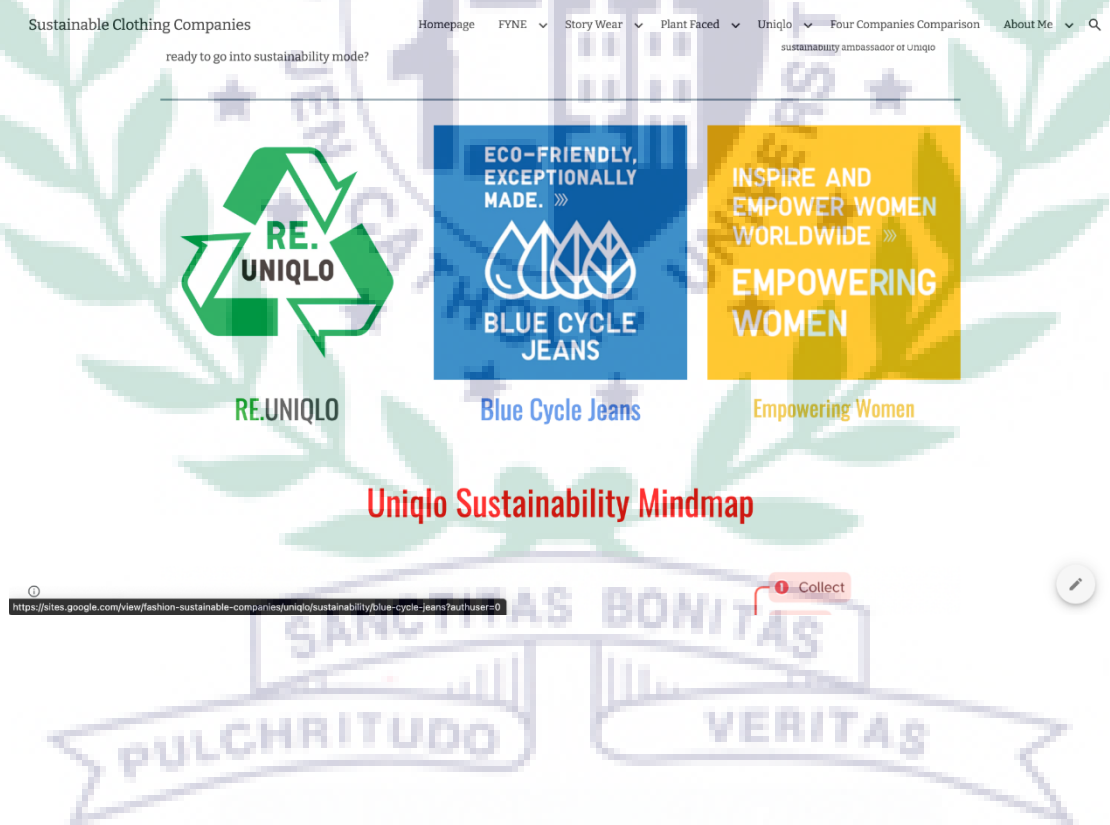 Sustainable Clothing Companies
Homepage FYNE Story Wear Plant Faced Uniqlo Four Companies Comparison About Me
ready to go into sustainability mode?
sustainability ambassador of Uniqlo
RE.
UNIQLO
ECO-FRIENDLY,
EXCEPTIONALLY
MADE. »
BLUE CYCLE
JEANS
INSPIRE AND
EMPOWER WOMEN
WORLDWIDE »
EMPOWERING
WOMEN
RE.UNIQLO
Blue Cycle Jeans
Empowering Women
Uniqlo Sustainability Mindmap
1 Collect
https://sites.google.com/view/fashion-sustainable-companies/uniqlo/sustainability/blue-cycle-jeans?authuser=0
SANCTITAS BONITAS
PULCHRITUDO VERITAS